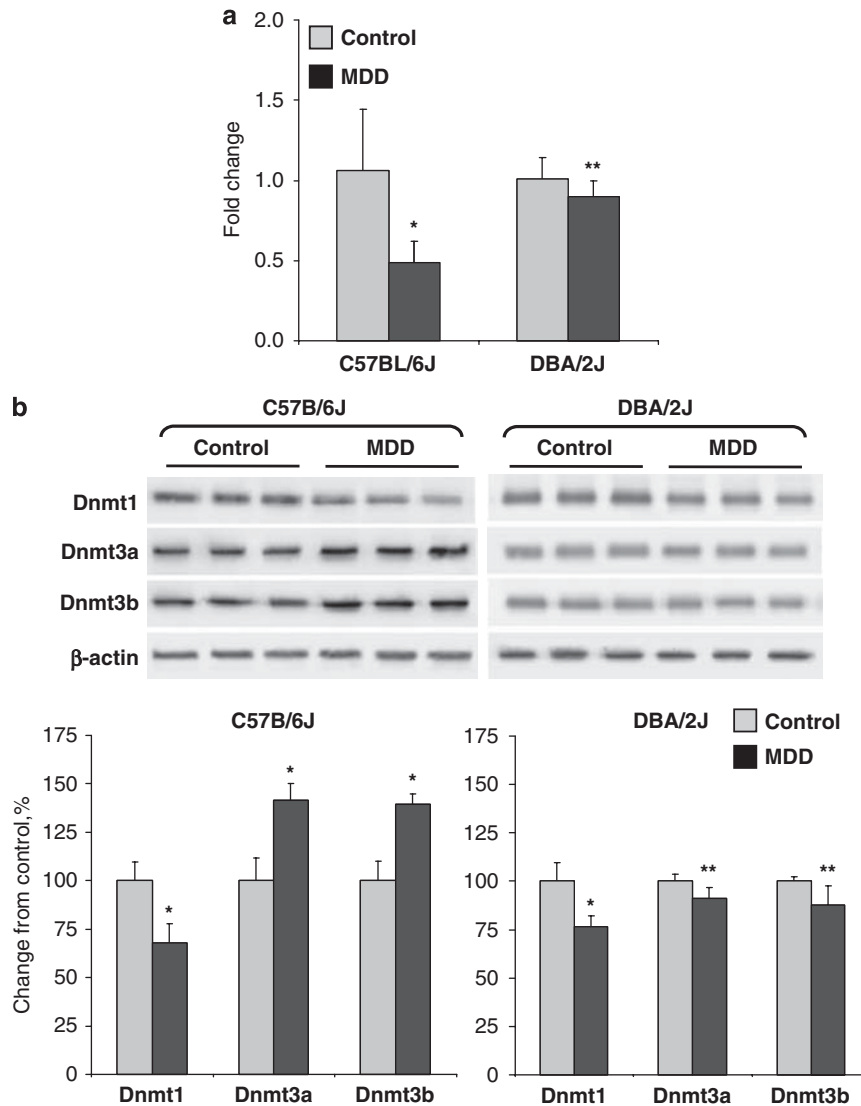 a
2.0
1.5
1.0
0.5
0.0
Fold change
Control
MDD
*
**
C57BL/6J DBA/2J
b
C57B/6J DBA/2J
Control MDD Control MDD
Dnmt1
Dnmt3a
Dnmt3b
β-actin
C57B/6J
175
150
125
100
75
50
25
0
Change from control,%
*
*
*
Dnmt1 Dnmt3a Dnmt3b
DBA/2J
Control
MDD
175
150
125
100
75
50
25
0
*
**
**
Dnmt1 Dnmt3a Dnmt3b